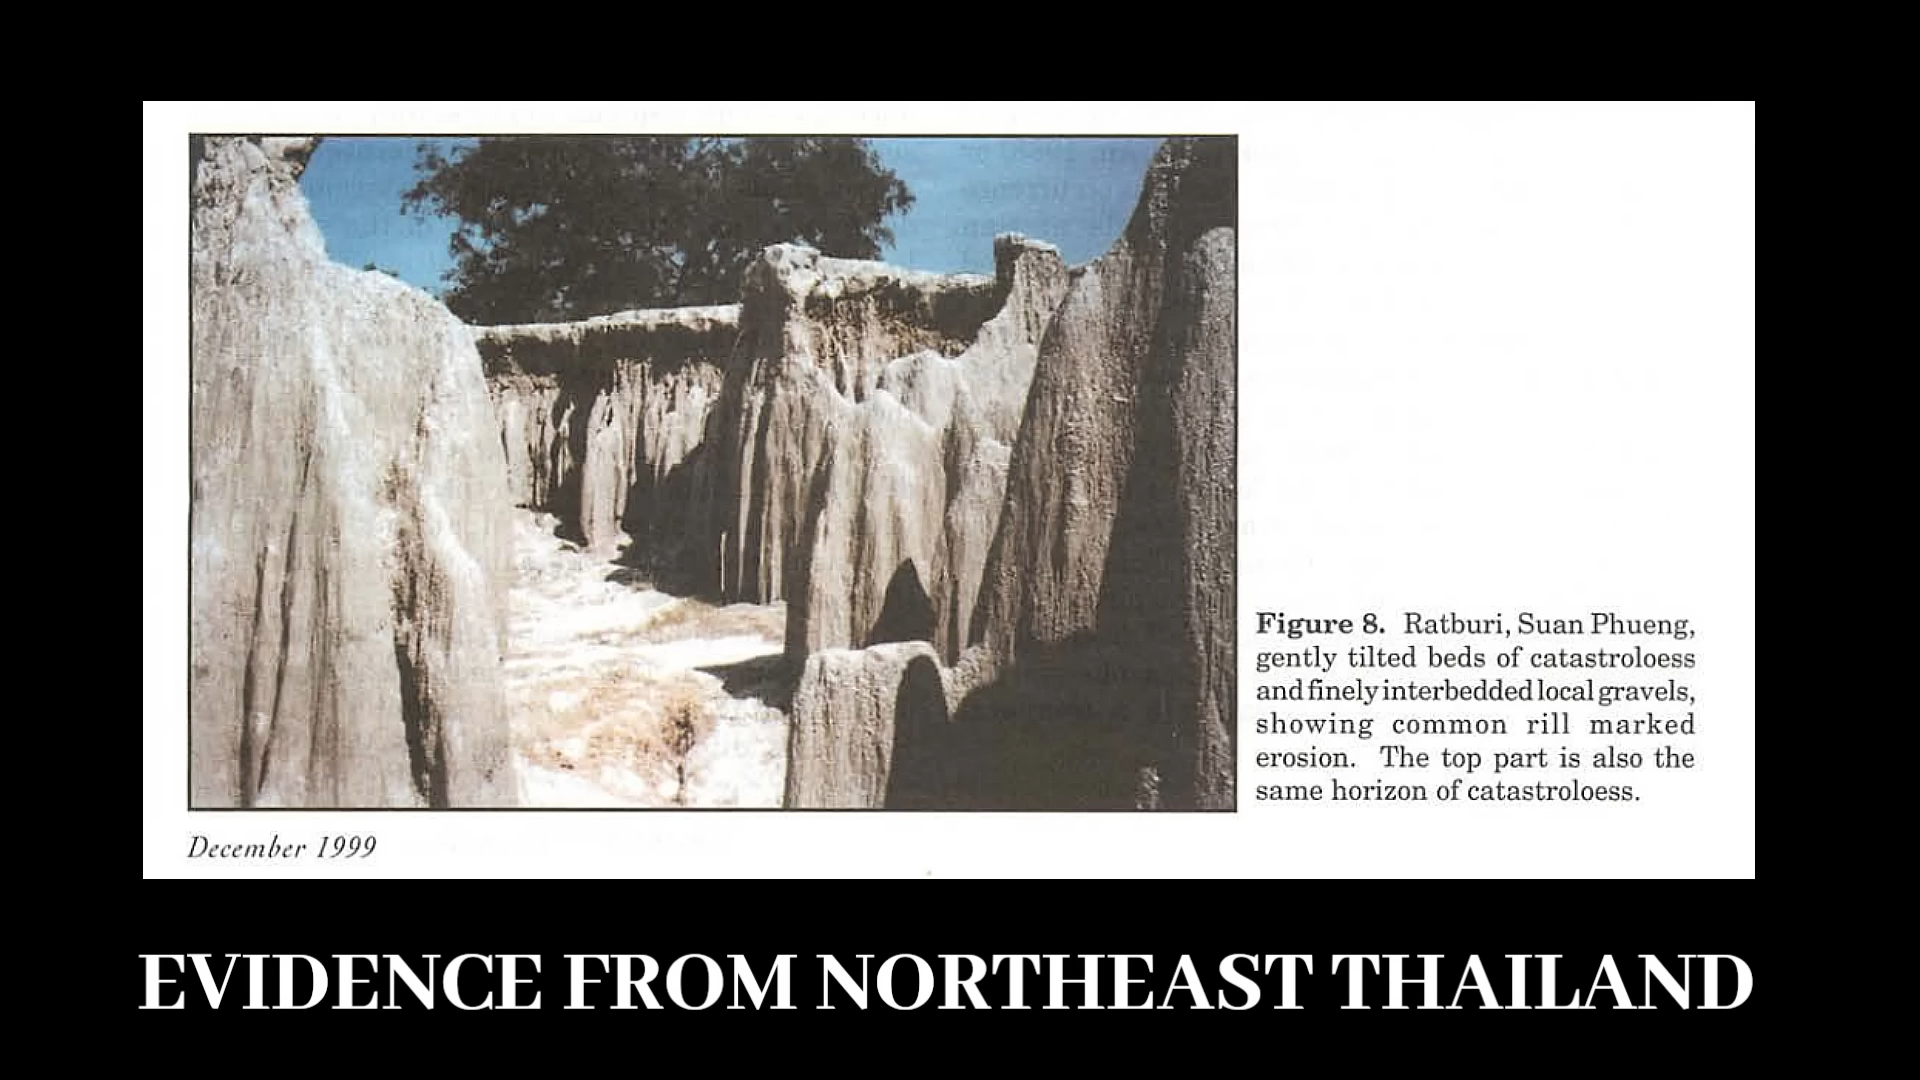 Figure 8. Ratburi, Suan Phueng,
gently tilted beds of catastroloess
and finely interbedded local gravels,
showing common rill marked
erosion. The top part is also the
same horizon of catastroloess.
December 1999
EVIDENCE FROM NORTHEAST THAILAND